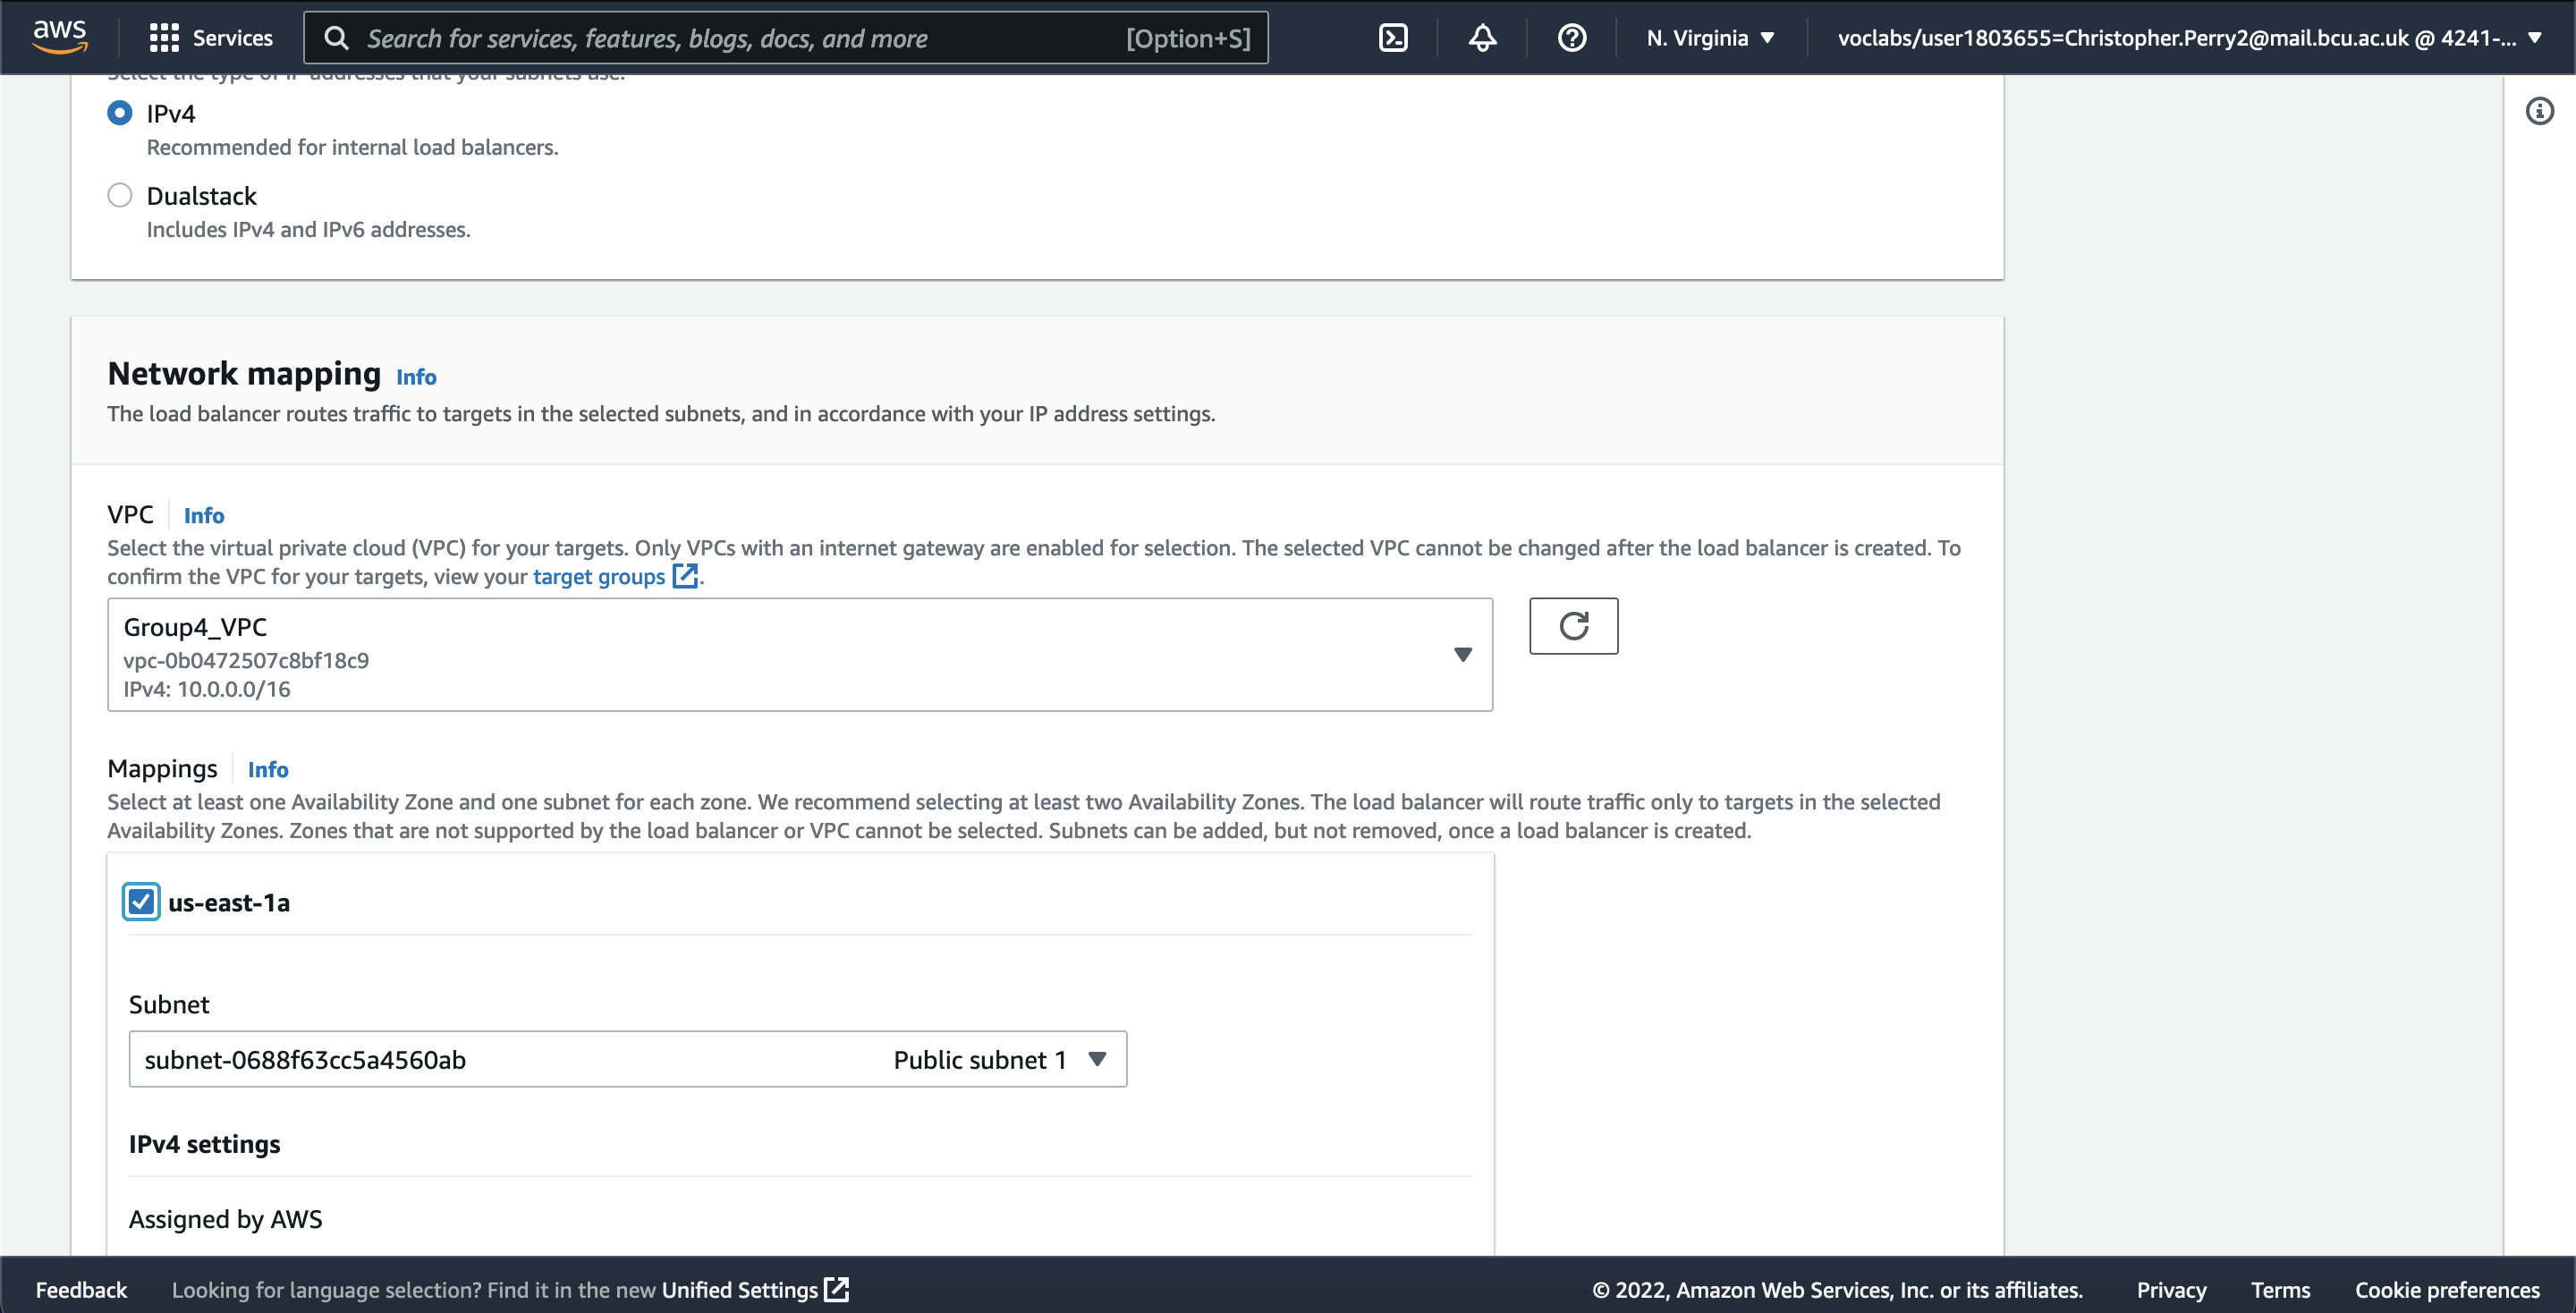 aws
Services
Search for services, features, blogs, docs, and more
[Option+S]
N. Virginia
voclabs/user1803655=Christopher.Perry2@mail.bcu.ac.uk @ 4241-...
Select the type of IP addresses that your subnets use.
IPv4
Recommended for internal load balancers.
Dualstack
Includes IPv4 and IPv6 addresses.
Network mapping Info
The load balancer routes traffic to targets in the selected subnets, and in accordance with your IP address settings.
VPC Info
Select the virtual private cloud (VPC) for your targets. Only VPCs with an internet gateway are enabled for selection. The selected VPC cannot be changed after the load balancer is created. To
confirm the VPC for your targets, view your target groups.
Group4_VPC
vpc-0b0472507c8bf18c9
IPv4: 10.0.0.0/16
Mappings Info
Select at least one Availability Zone and one subnet for each zone. We recommend selecting at least two Availability Zones. The load balancer will route traffic only to targets in the selected
Availability Zones. Zones that are not supported by the load balancer or VPC cannot be selected. Subnets can be added, but not removed, once a load balancer is created.
us-east-1a
Subnet
subnet-0688f63cc5a4560ab Public subnet 1
IPv4 settings
Assigned by AWS
Feedback
Looking for language selection? Find it in the new Unified Settings
© 2022, Amazon Web Services, Inc. or its affiliates.
Privacy
Terms
Cookie preferences